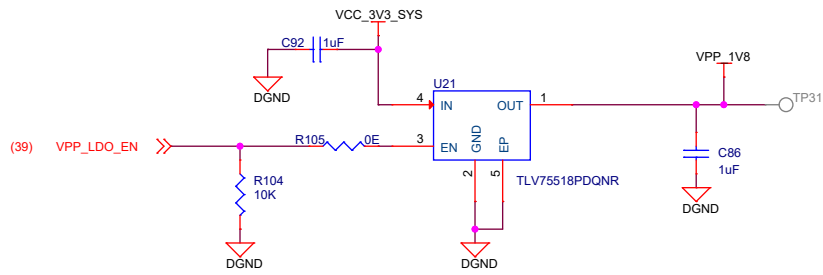 VCC_3V3_SYS
C92 1uF
DGND
VPP_1V8
U21
TP31
4 IN OUT 1
(39) VPP_LDO_EN
R105 0E
3 EN
GND
EP
2
5
TLV75518PDQNR
C86
1uF
R104
10K
DGND
DGND
DGND